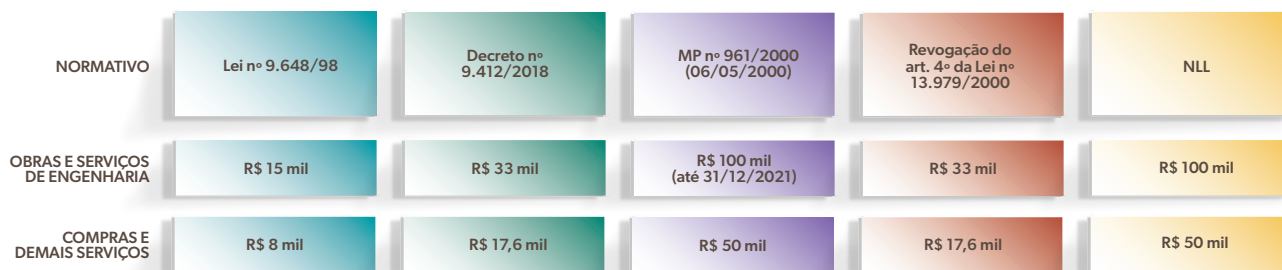 NORMATIVO
Lei nº 9.648/98
Decreto nº
9.412/2018
MP nº 961/2000
(06/05/2000)
Revogação do
art. 4º da Lei nº
13.979/2000
NLL
OBRAS E SERVIÇOS
DE ENGENHARIA
R$ 15 mil
R$ 33 mil
R$ 100 mil
(até 31/12/2021)
R$ 33 mil
R$ 100 mil
COMPRAS E
DEMAIS SERVIÇOS
R$ 8 mil
R$ 17,6 mil
R$ 50 mil
R$ 17,6 mil
R$ 50 mil